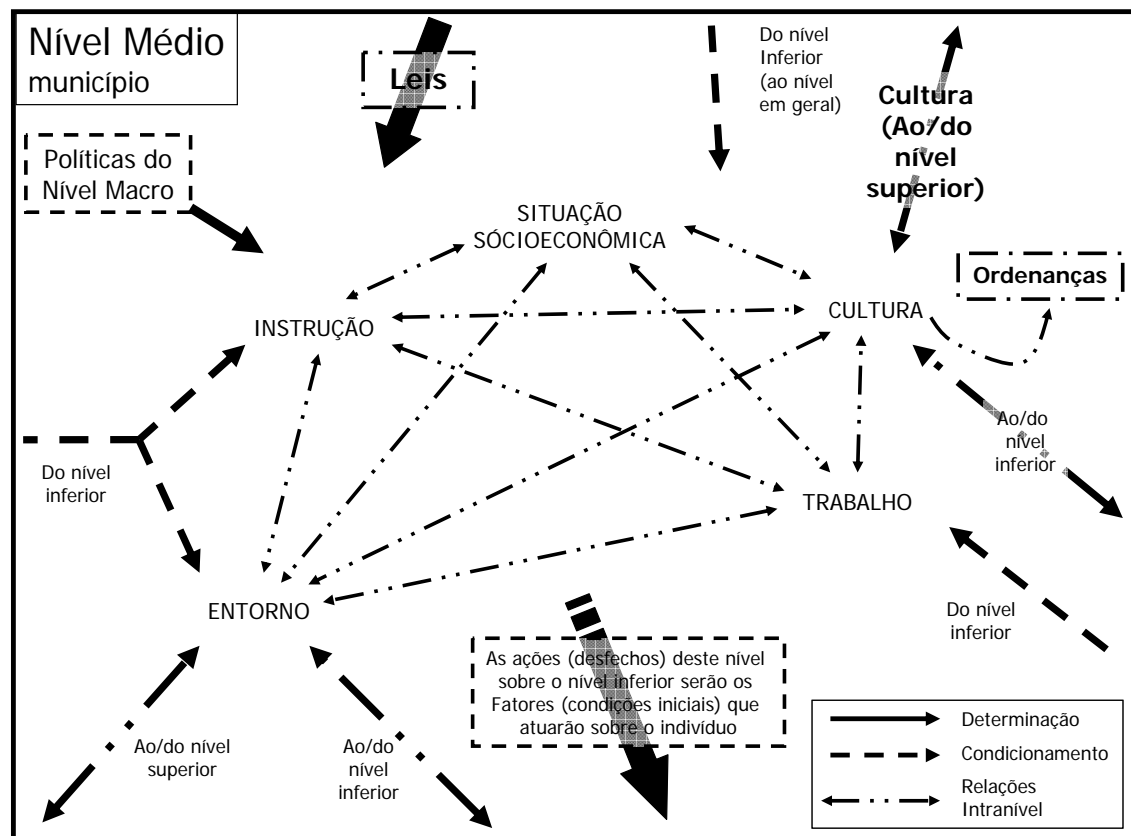 Nível Médio
município
Leis
Do nível
Inferior
(ao nível
em geral)
Cultura
(Ao/do
nível
superior)
Políticas do
Nível Macro
SITUAÇÃO
SÓCIOECONÔMICA
Ordenanças
INSTRUÇÃO
CULTURA
Ao/do
nível
inferior
Do nível
inferior
TRABALHO
ENTORNO
Do nível
inferior
As ações (desfechos) deste nível
sobre o nível inferior serão os
Fatores (condições iniciais) que
atuarão sobre o indivíduo
Ao/do nível
superior
Ao/do
nível
inferior
Determinação
Condicionamento
Relações
Intranível